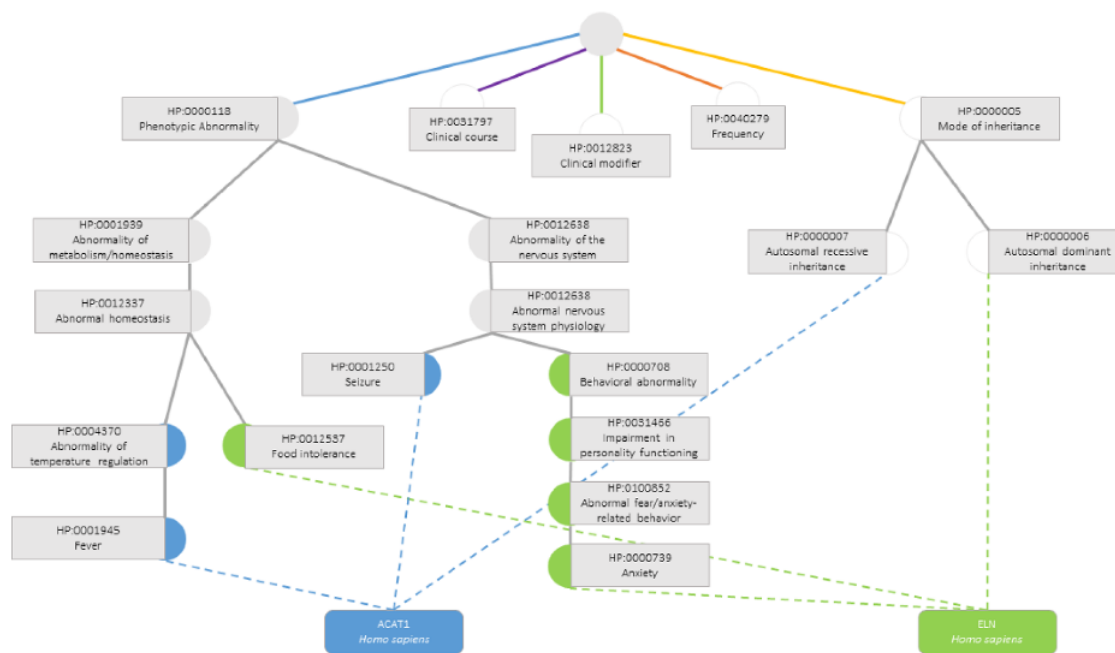 HP:0000118
Phenotypic Abnormality
HP:0031797
Clinical course
HP:0012823
Clinical modifier
HP:0040279
Frequency
HP:0000005
Mode of inheritance
HP:0001939
Abnormality of
metabolism/homeostasis
HP:0012638
Abnormality of the
nervous system
HP:0000007
Autosomal recessive
inheritance
HP:0000006
Autosomal dominant
inheritance
HP:0012337
Abnormal homeostasis
HP:0012638
Abnormal nervous
system physiology
HP:0001250
Seizure
HP:0000708
Behavioral abnormality
HP:0004370
Abnormality of
temperature regulation
HP:0012537
Food intolerance
HP:0031466
Impairment in
personality functioning
HP:0100852
Abnormal fear/anxiety-
related behavior
HP:0001945
Fever
HP:0000739
Anxiety
ACAT1
Homo sapiens
ELN
Homo sapiens